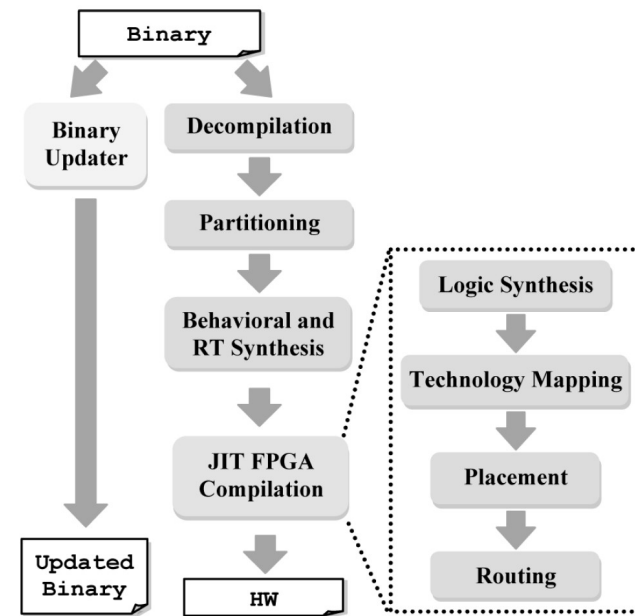 Binary
Binary
Updater
Decompilation
Partitioning
Behavioral and
RT Synthesis
JIT FPGA
Compilation
Updated
Binary
HW
Logic Synthesis
Technology Mapping
Placement
Routing